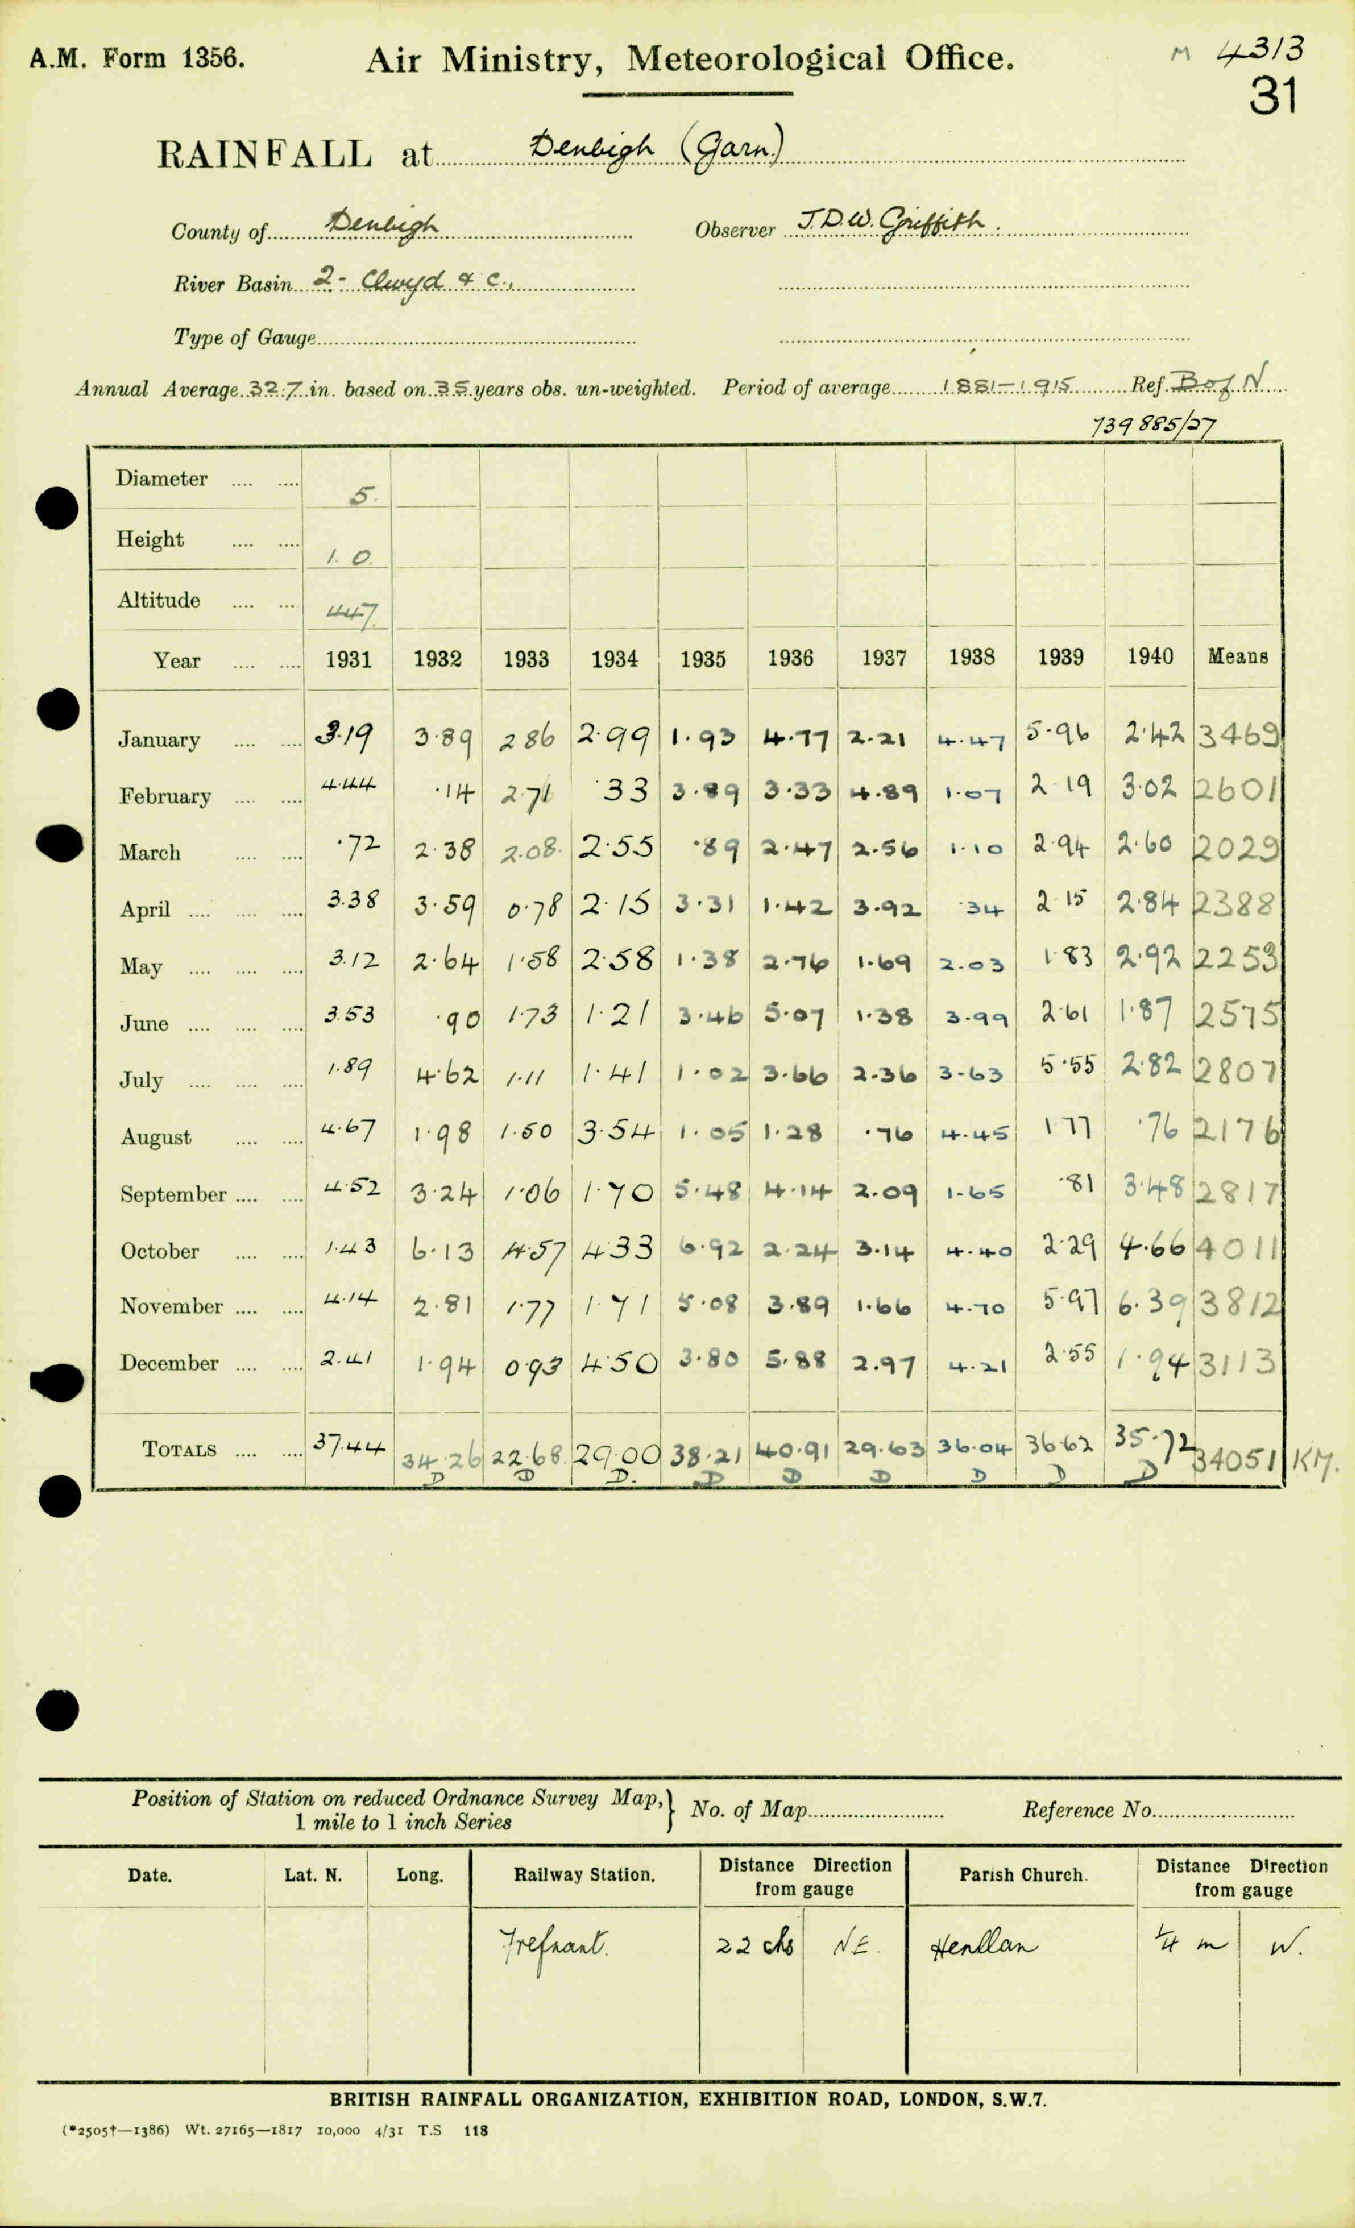 A.M. Form 1356. Air Ministry, Meteorological Office. M 4313
31
RAINFALL at Denbigh (Garn)
County of Denbigh Observer J.D.W. Griffith.
River Basin 2- Clwyd & c.,
Type of Gauge
Annual Average 32.7 in. based on 35 years obs. un-weighted. Period of average 1881-1915 Ref. B of N
739 885/27
Diameter 5.
Height 1. 0
Altitude 447
Year 1931 1932 1933 1934 1935 1936 1937 1938 1939 1940 Means
January 3.19 3.89 2 86 2.99 1.93 4.77 2.21 4.47 5.96 2.42 3469
February 4.44 .14 2.71 .33 3.89 3.33 4.89 1.07 2 19 3.02 2601
March .72 2.38 2.08 2.55 .89 2.47 2.56 1.10 2.94 2.60 2029
April 3.38 3.59 0.78 2.15 3.31 1.42 3.92 .34 2 15 2.84 2388
May 3.12 2.64 1.58 2.58 1.38 2.76 1.69 2.03 1.83 2.92 2253
June 3.53 .90 1.73 1.21 3.46 5.07 1.38 3.99 2.61 1.87 2575
July 1.89 4.62 1.11 1.41 1.02 3.66 2.36 3.63 5.55 2.82 2807
August 4.67 1.98 1.50 3.54 1.05 1.28 .76 4.45 1 77 .76 2176
September 4.52 3.24 1.06 1.70 5.48 4.14 2.09 1.65 .81 3.48 2817
October 1.43 6.13 4.57 4.33 6.92 2.24 3.14 4.40 2.29 4.66 4011
November 4.14 2.81 1.77 1.71 5.08 3.89 1.66 4.70 5.97 6.39 3812
December 2.41 1.94 0.93 4.50 3.80 5.88 2.97 4.21 2.55 1.94 3113
TOTALS 37.44 34.26 22.68 29.00 38.21 40.91 29.63 36.04 36.62 35.72 34051 KM.
D D D. D D D D D D
Position of Station on reduced Ordnance Survey Map, } No. of Map Reference No.
1 mile to 1 inch Series
Date. Lat. N. Long. Railway Station. Distance Direction from gauge Parish Church. Distance Direction from gauge
Trefnant. 22 chs NE. Henllan 1/4 m W.
BRITISH RAINFALL ORGANIZATION, EXHIBITION ROAD, LONDON, S.W.7.
(*2505†—1386) Wt. 27165—1817 10,000 4/31 T.S 118